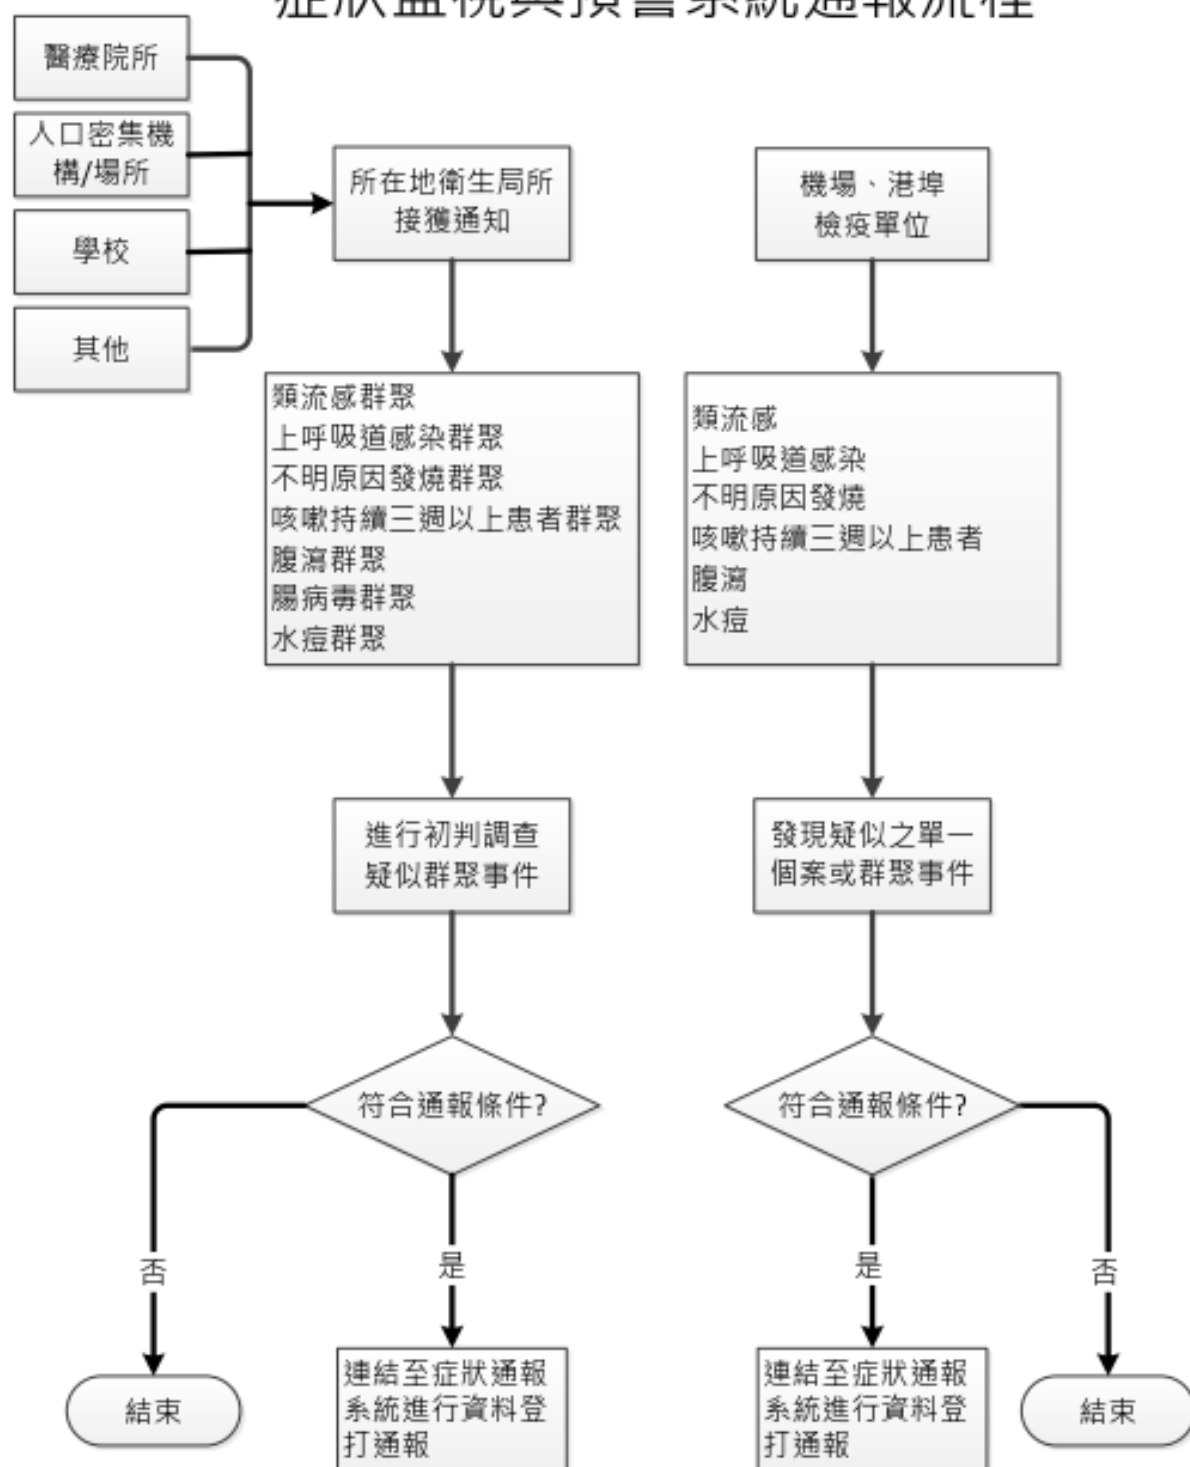 症狀監視與預警系統通報流程
醫療院所
人口密集機
構/場所
學校
其他
所在地衛生局所
接獲通知
類流感群聚
上呼吸道感染群聚
不明原因發燒群聚
咳嗽持續三週以上患者群聚
腹瀉群聚
腸病毒群聚
水痘群聚
進行初判調查
疑似群聚事件
符合通報條件?
否
是
結束
連結至症狀通報
系統進行資料登
打通報
機場、港埠
檢疫單位
類流感
上呼吸道感染
不明原因發燒
咳嗽持續三週以上患者
腹瀉
水痘
發現疑似之單一
個案或群聚事件
符合通報條件?
是
否
連結至症狀通報
系統進行資料登
打通報
結束